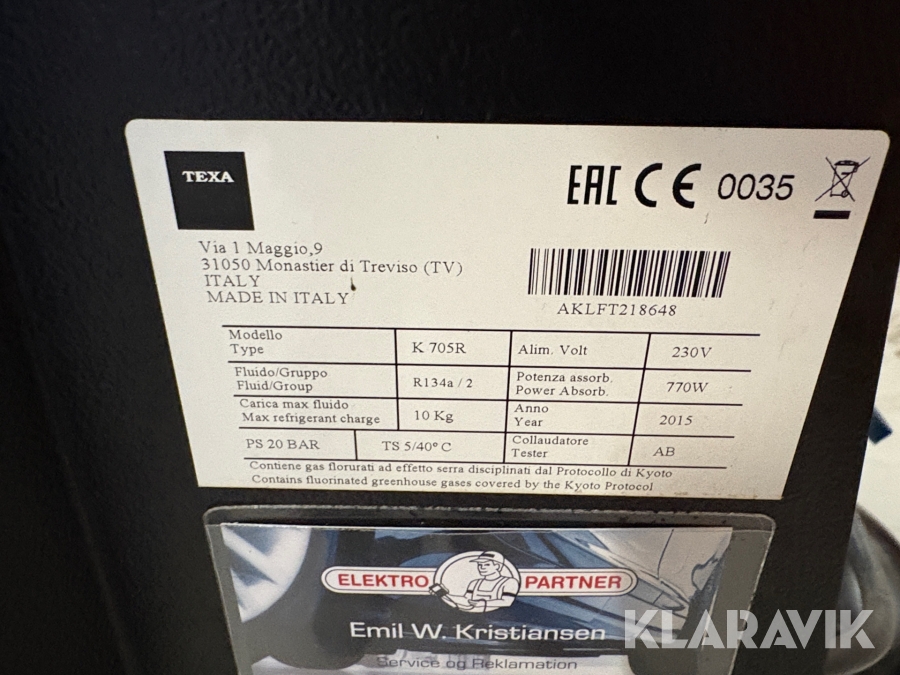 TEXA
EAC CE 0035
Via 1 Maggio,9
31050 Monastier di Treviso (TV)
ITALY
MADE IN ITALY
AKLFT218648
Modello
Type
K 705R
Alim. Volt
230V
Fluido/Gruppo
Fluid/Group
R134a / 2
Potenza assorb.
Power Absorb.
770W
Carica max fluido
Max refrigerant charge
10 Kg
Anno
Year
2015
PS 20 BAR
TS 5/40° C
Collaudatore
Tester
AB
Contiene gas florurati ad effetto serra disciplinati dal Protocollo di Kyoto
Contains fluorinated greenhouse gases covered by the Kyoto Protocol
ELEKTRO PARTNER
Emil W. Kristiansen
Service og Reklamation
KLARAVIK